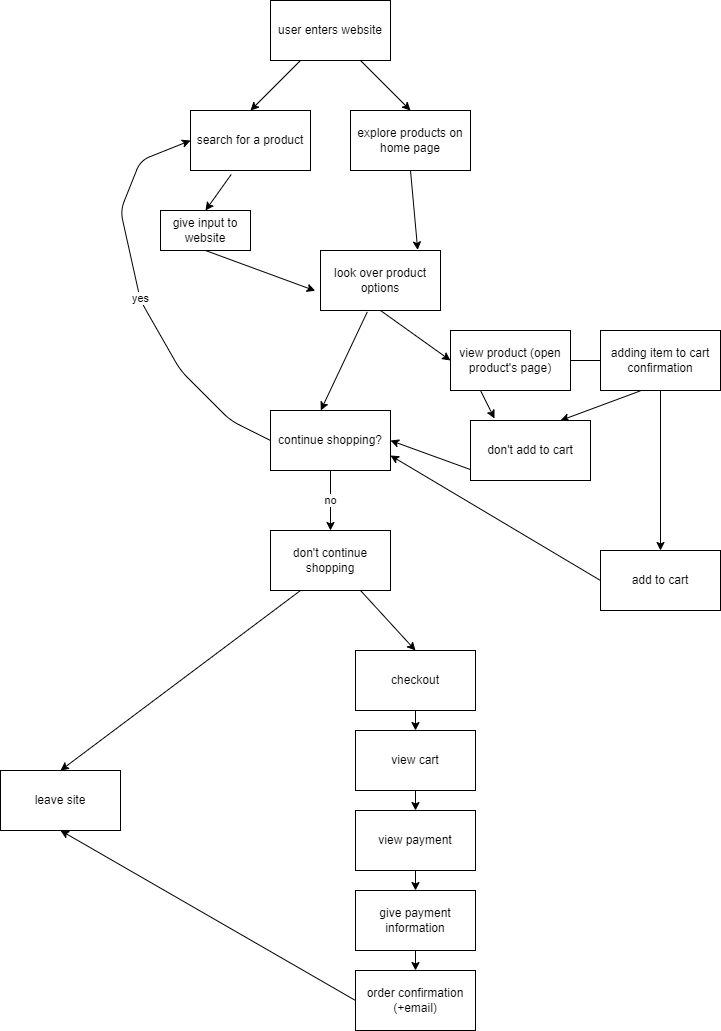 user enters website
search for a product
explore products on
home page
give input to
website
look over product
options
yes
view product (open
product's page)
adding item to cart
confirmation
continue shopping?
don't add to cart
no
don't continue
shopping
add to cart
checkout
view cart
leave site
view payment
give payment
information
order confirmation
(+email)